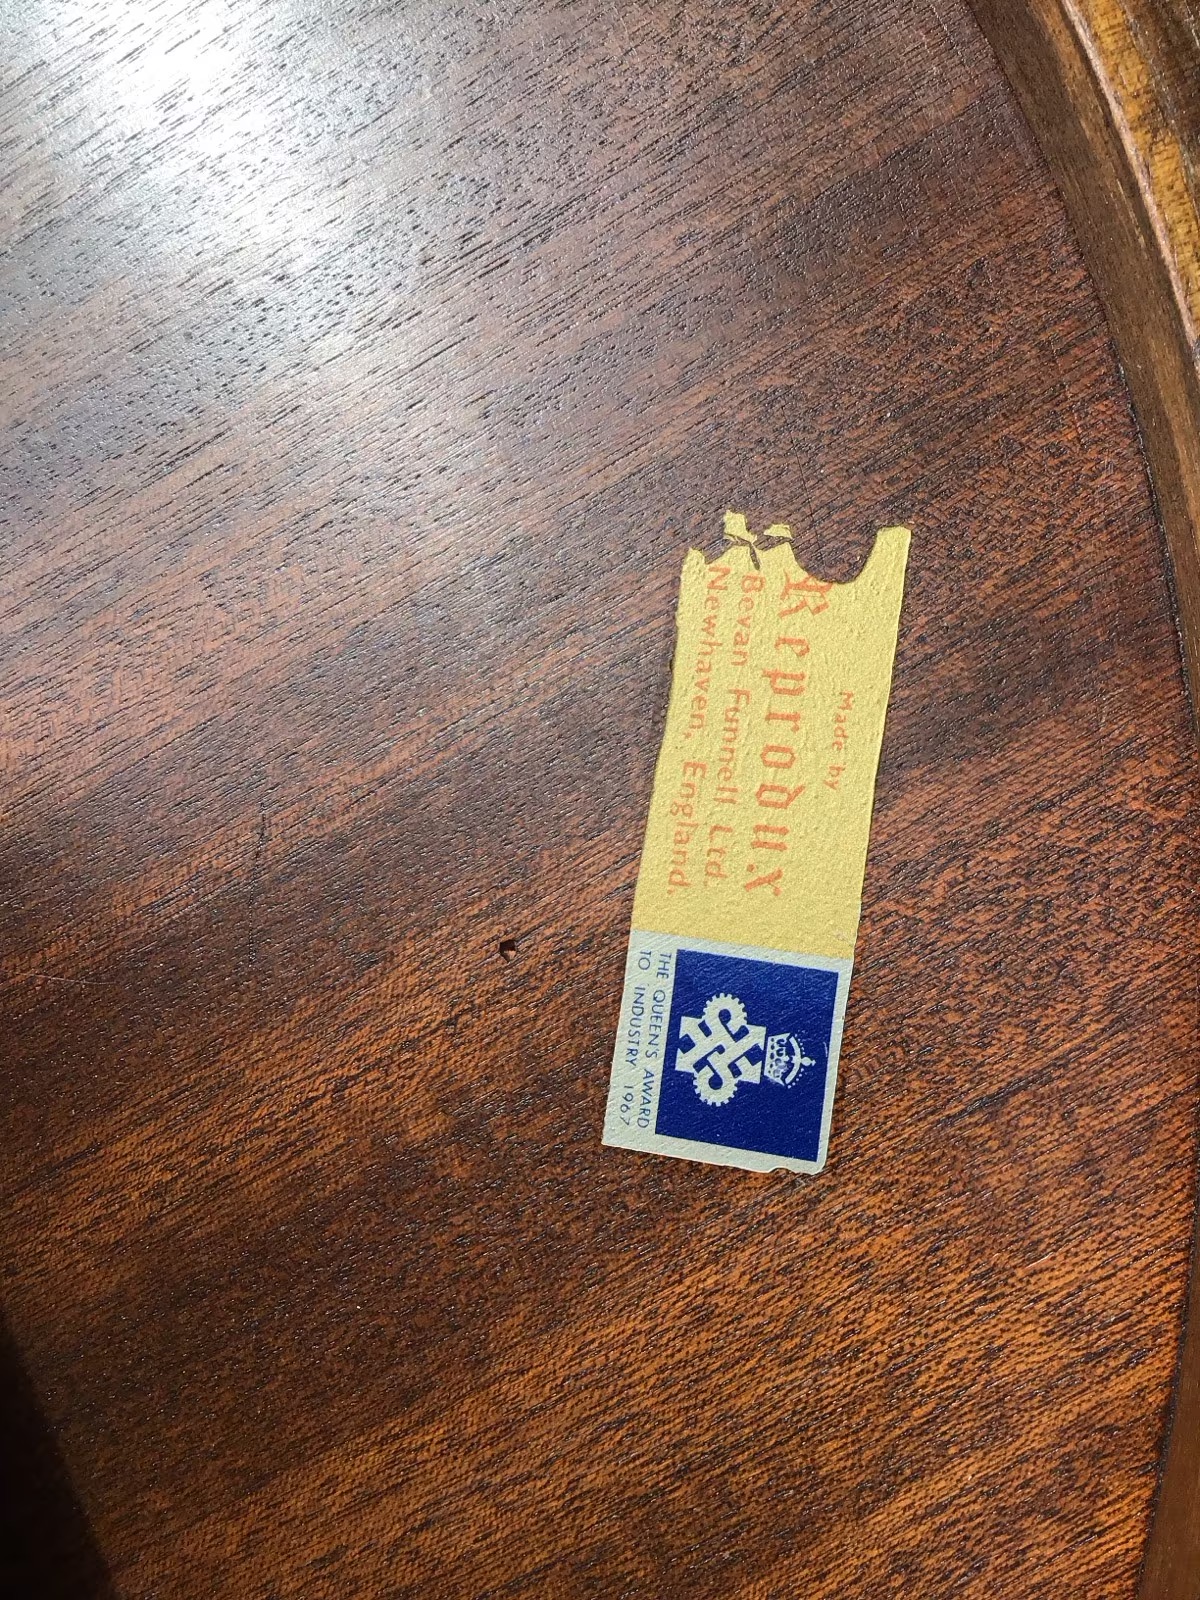 Made by
Reprodux
Bevan Funnell Ltd.
Newhaven, England.
THE QUEEN'S AWARD
TO INDUSTRY 1967